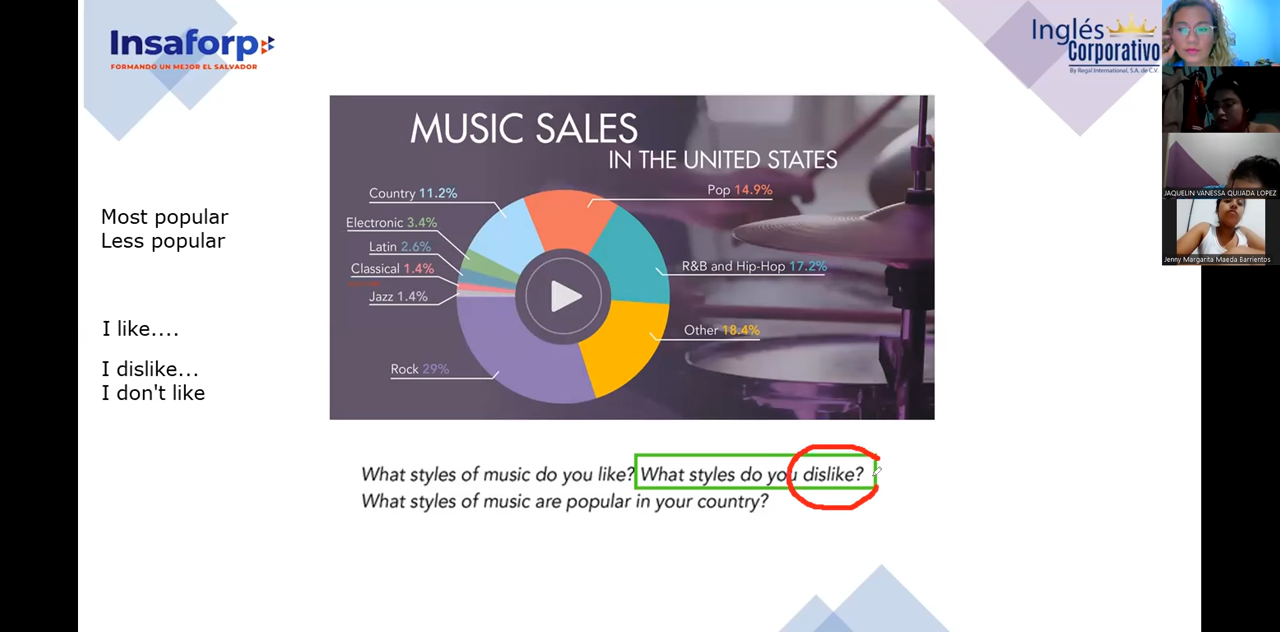 Insaforp
FORMANDO UN MEJOR EL SALVADOR
Inglés
Corporativo
By Regal International, S.A. de C.V.
MUSIC SALES
IN THE UNITED STATES
Country 11.2%
Pop 14.9%
Electronic 3.4%
Latin 2.6%
Classical 1.4%
Jazz 1.4%
R&B and Hip-Hop 17.2%
Other 18.4%
Rock 29%
Most popular
Less popular
I like....
I dislike...
I don't like
What styles of music do you like? What styles do you dislike?
What styles of music are popular in your country?
JAQUELIN VANESSA QUIJADA LOPEZ
Jenny Margarita Maeda Barrientos